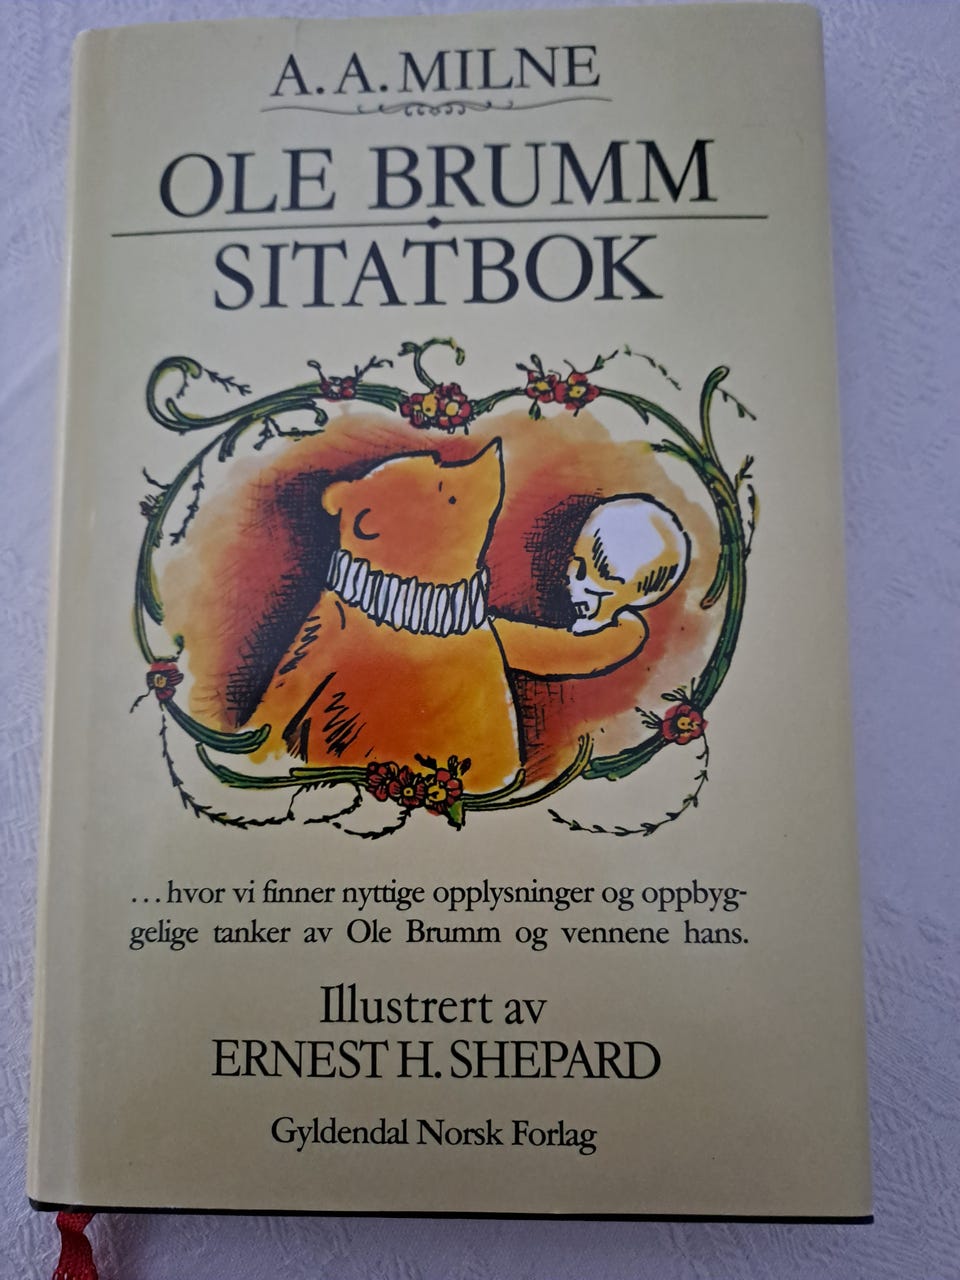 A. A. MILNE
OLE BRUMM
SITATBOK
...hvor vi finner nyttige opplysninger og oppbyg-
gelige tanker av Ole Brumm og vennene hans.
Illustrert av
ERNEST H. SHEPARD
Gyldendal Norsk Forlag